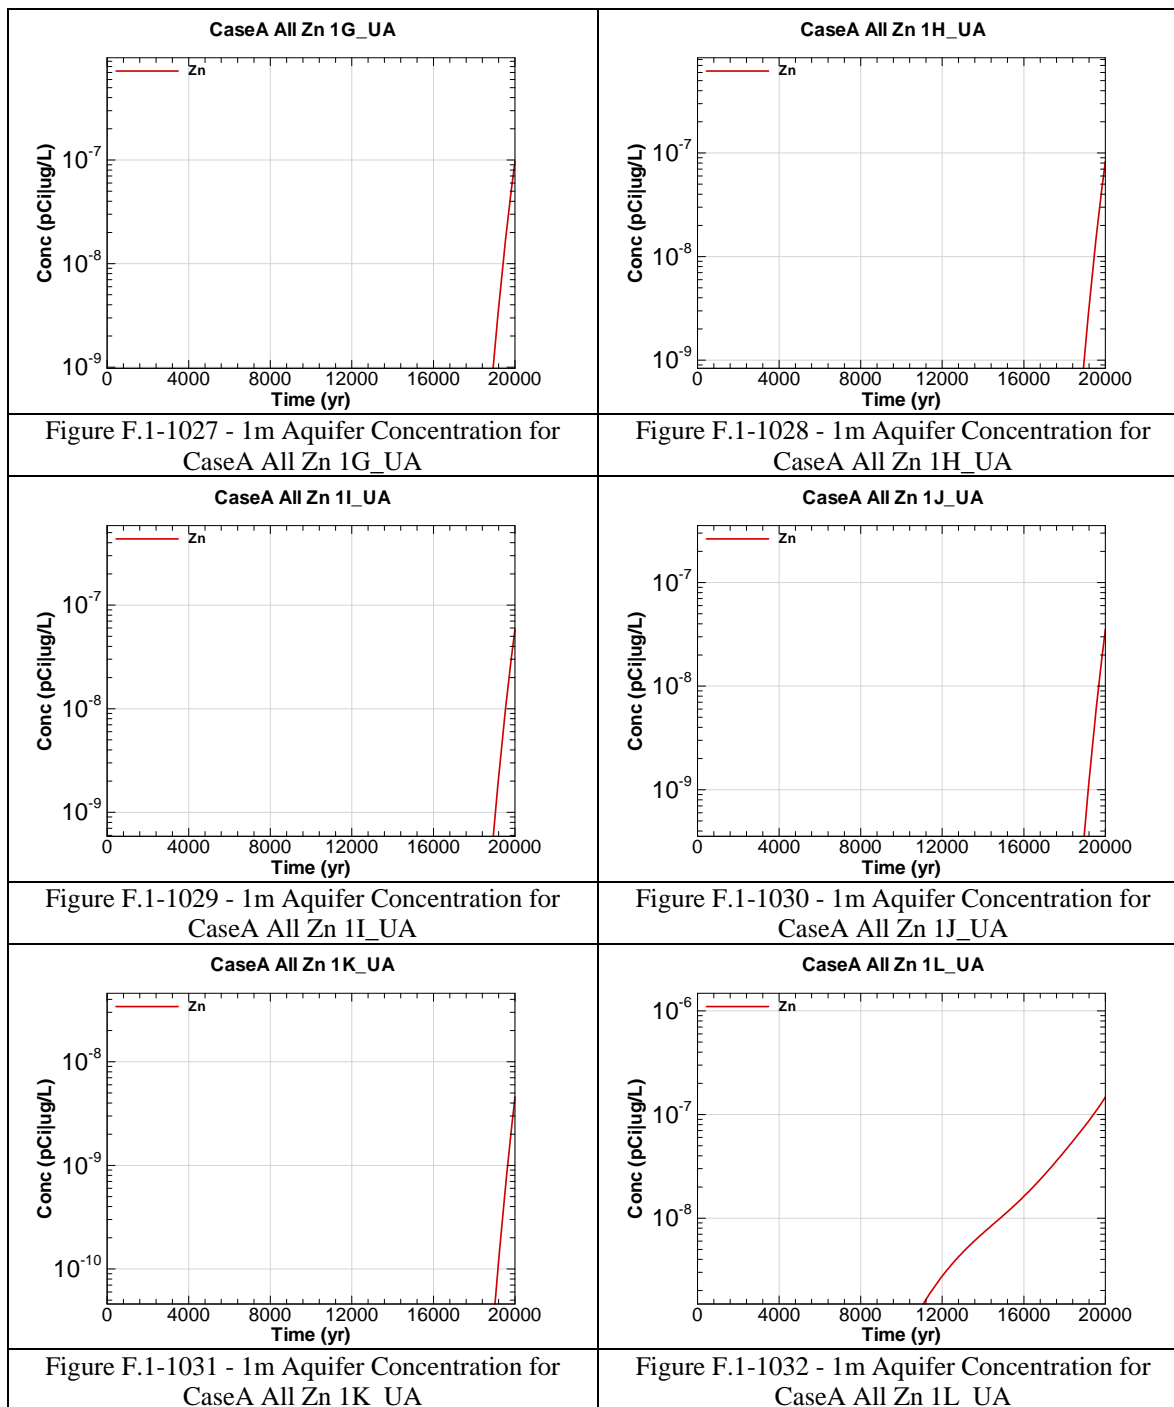 CaseA All Zn 1G_UA
Zn
Conc (pCi|ug/L)
10-7
10-8
10-9
0 4000 8000 12000 16000 20000
Time (yr)
Figure F.1-1027 - 1m Aquifer Concentration for
CaseA All Zn 1G_UA
CaseA All Zn 1H_UA
Zn
Conc (pCi|ug/L)
10-7
10-8
10-9
0 4000 8000 12000 16000 20000
Time (yr)
Figure F.1-1028 - 1m Aquifer Concentration for
CaseA All Zn 1H_UA
CaseA All Zn 1I_UA
Zn
Conc (pCi|ug/L)
10-7
10-8
10-9
0 4000 8000 12000 16000 20000
Time (yr)
Figure F.1-1029 - 1m Aquifer Concentration for
CaseA All Zn 1I_UA
CaseA All Zn 1J_UA
Zn
Conc (pCi|ug/L)
10-7
10-8
10-9
0 4000 8000 12000 16000 20000
Time (yr)
Figure F.1-1030 - 1m Aquifer Concentration for
CaseA All Zn 1J_UA
CaseA All Zn 1K_UA
Zn
Conc (pCi|ug/L)
10-8
10-9
10-10
0 4000 8000 12000 16000 20000
Time (yr)
Figure F.1-1031 - 1m Aquifer Concentration for
CaseA All Zn 1K_UA
CaseA All Zn 1L_UA
Zn
Conc (pCi|ug/L)
10-6
10-7
10-8
0 4000 8000 12000 16000 20000
Time (yr)
Figure F.1-1032 - 1m Aquifer Concentration for
CaseA All Zn 1L_UA